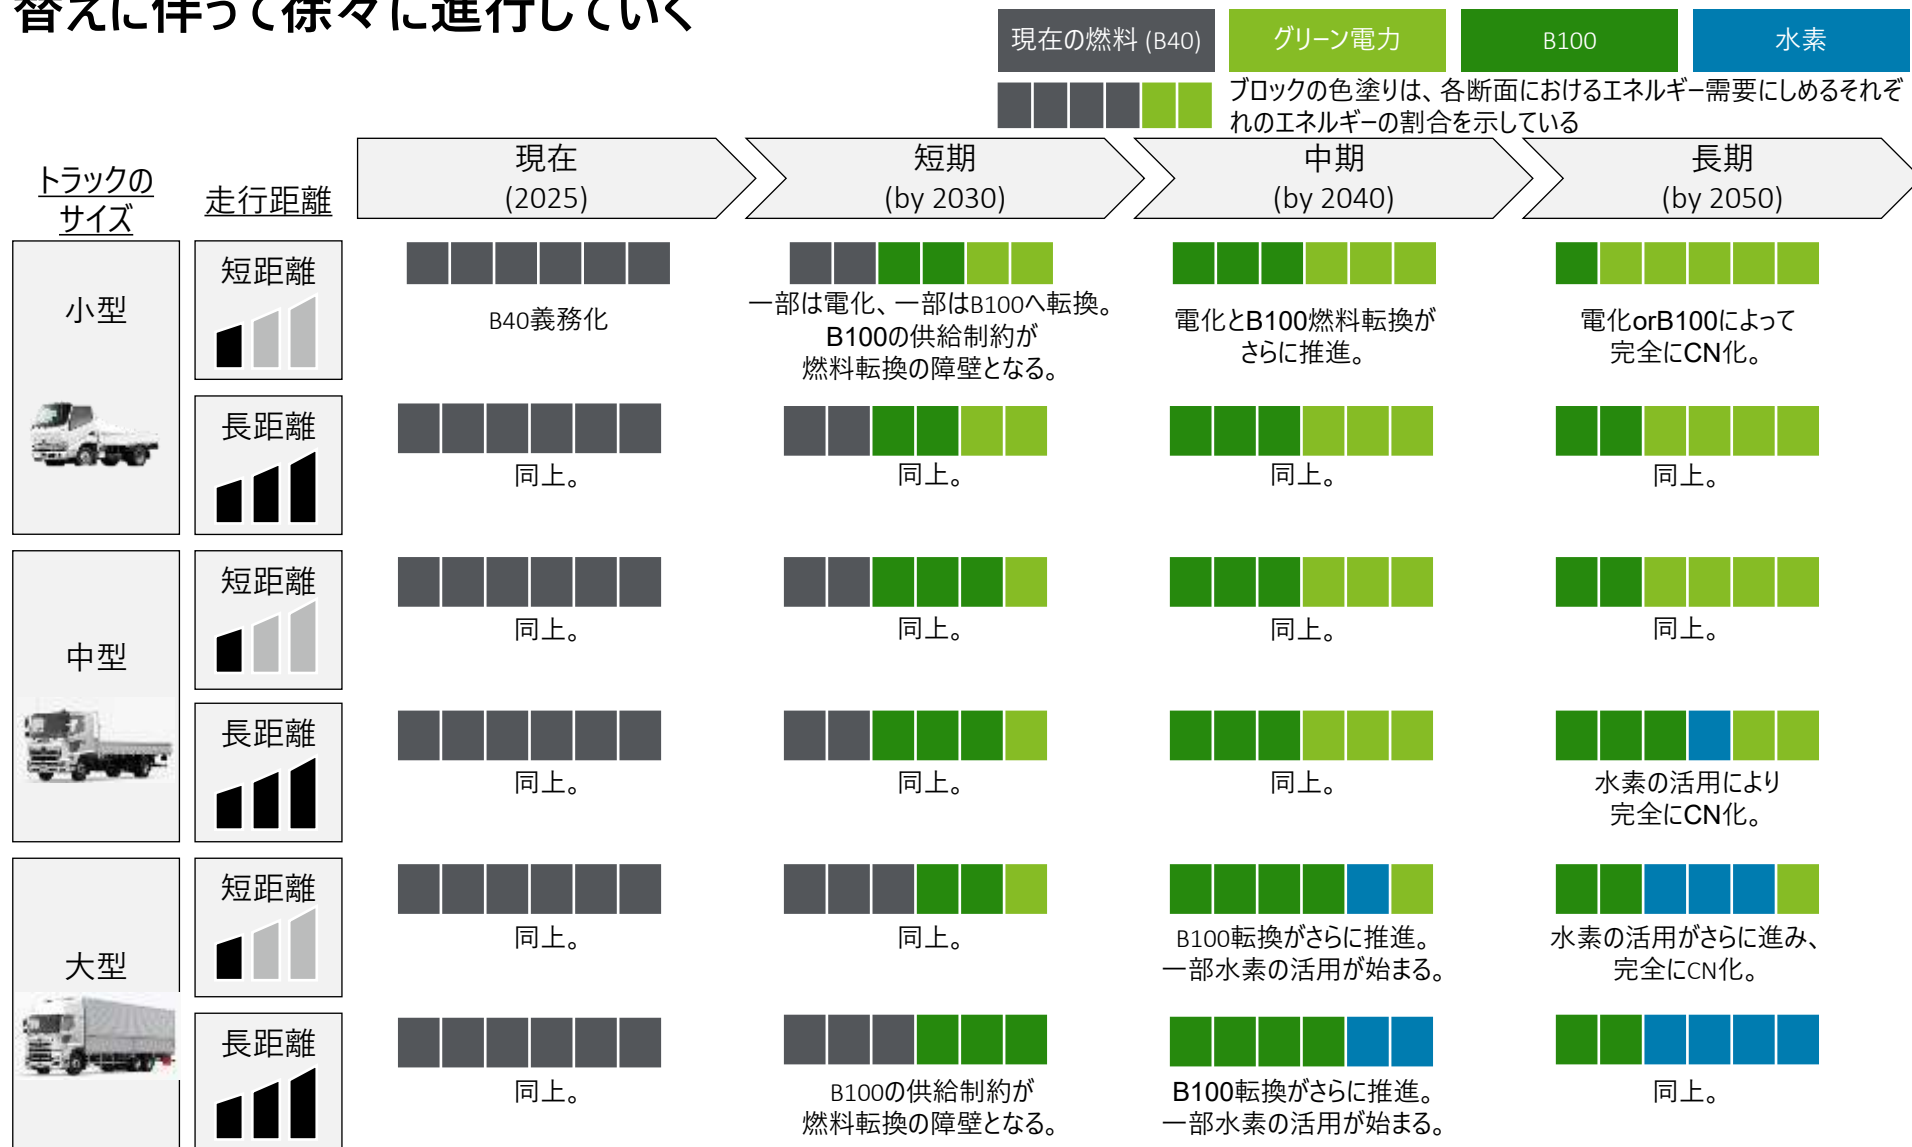 替えに伴って徐々に進行していく
現在の燃料 (B40)
グリーン電力
B100
水素
ブロックの色塗りは、各断面におけるエネルギー需要にしめるそれぞ
れのエネルギーの割合を示している
トラックの
サイズ
走行距離
現在
(2025)
短期
(by 2030)
中期
(by 2040)
長期
(by 2050)
小型
短距離
B40義務化
一部は電化、一部はB100へ転換。
B100の供給制約が
燃料転換の障壁となる。
電化とB100燃料転換が
さらに推進。
電化orB100によって
完全にCN化。
長距離
同上。
同上。
同上。
同上。
中型
短距離
同上。
同上。
同上。
同上。
長距離
同上。
同上。
同上。
水素の活用により
完全にCN化。
大型
短距離
同上。
同上。
B100転換がさらに推進。
一部水素の活用が始まる。
水素の活用がさらに進み、
完全にCN化。
長距離
同上。
B100の供給制約が
燃料転換の障壁となる。
B100転換がさらに推進。
一部水素の活用が始まる。
同上。